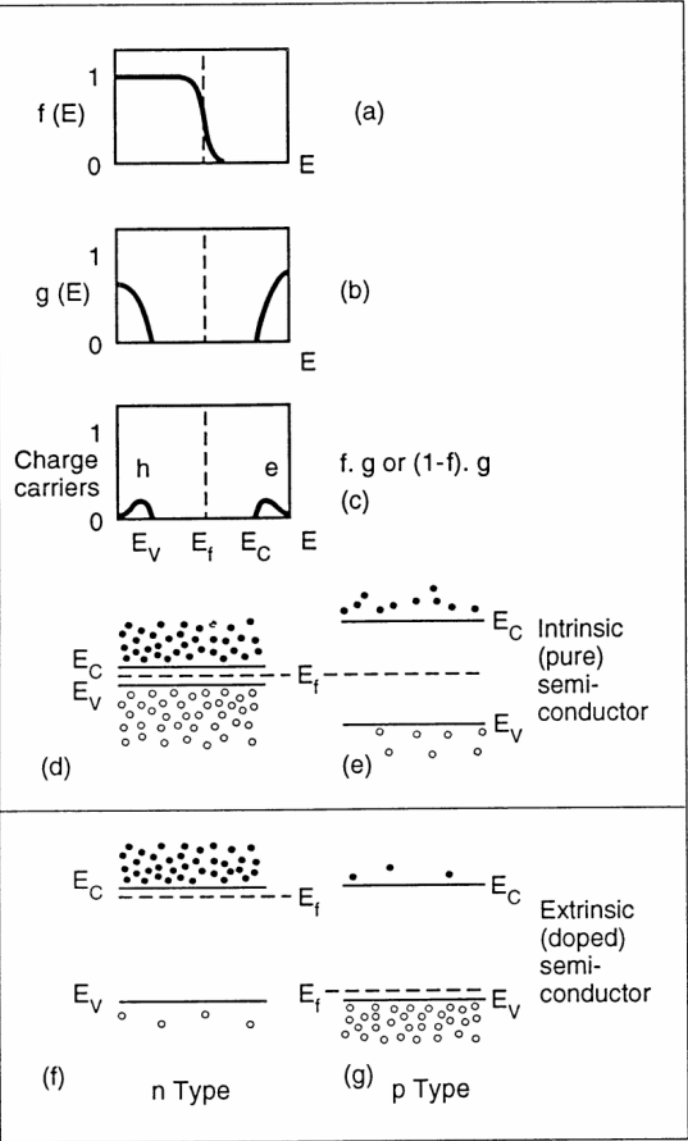 1
f (E)
0
E
(a)
1
g (E)
0
E
(b)
1
Charge
carriers
0
h
e
E_V
E_f
E_C
E
f. g or (1-f). g
(c)
E_C
E_V
E_f
(d)
E_C
E_V
(e)
Intrinsic
(pure)
semi-
conductor
E_C
E_f
E_V
(f)
n Type
E_C
E_f
E_V
(g)
p Type
Extrinsic
(doped)
semi-
conductor